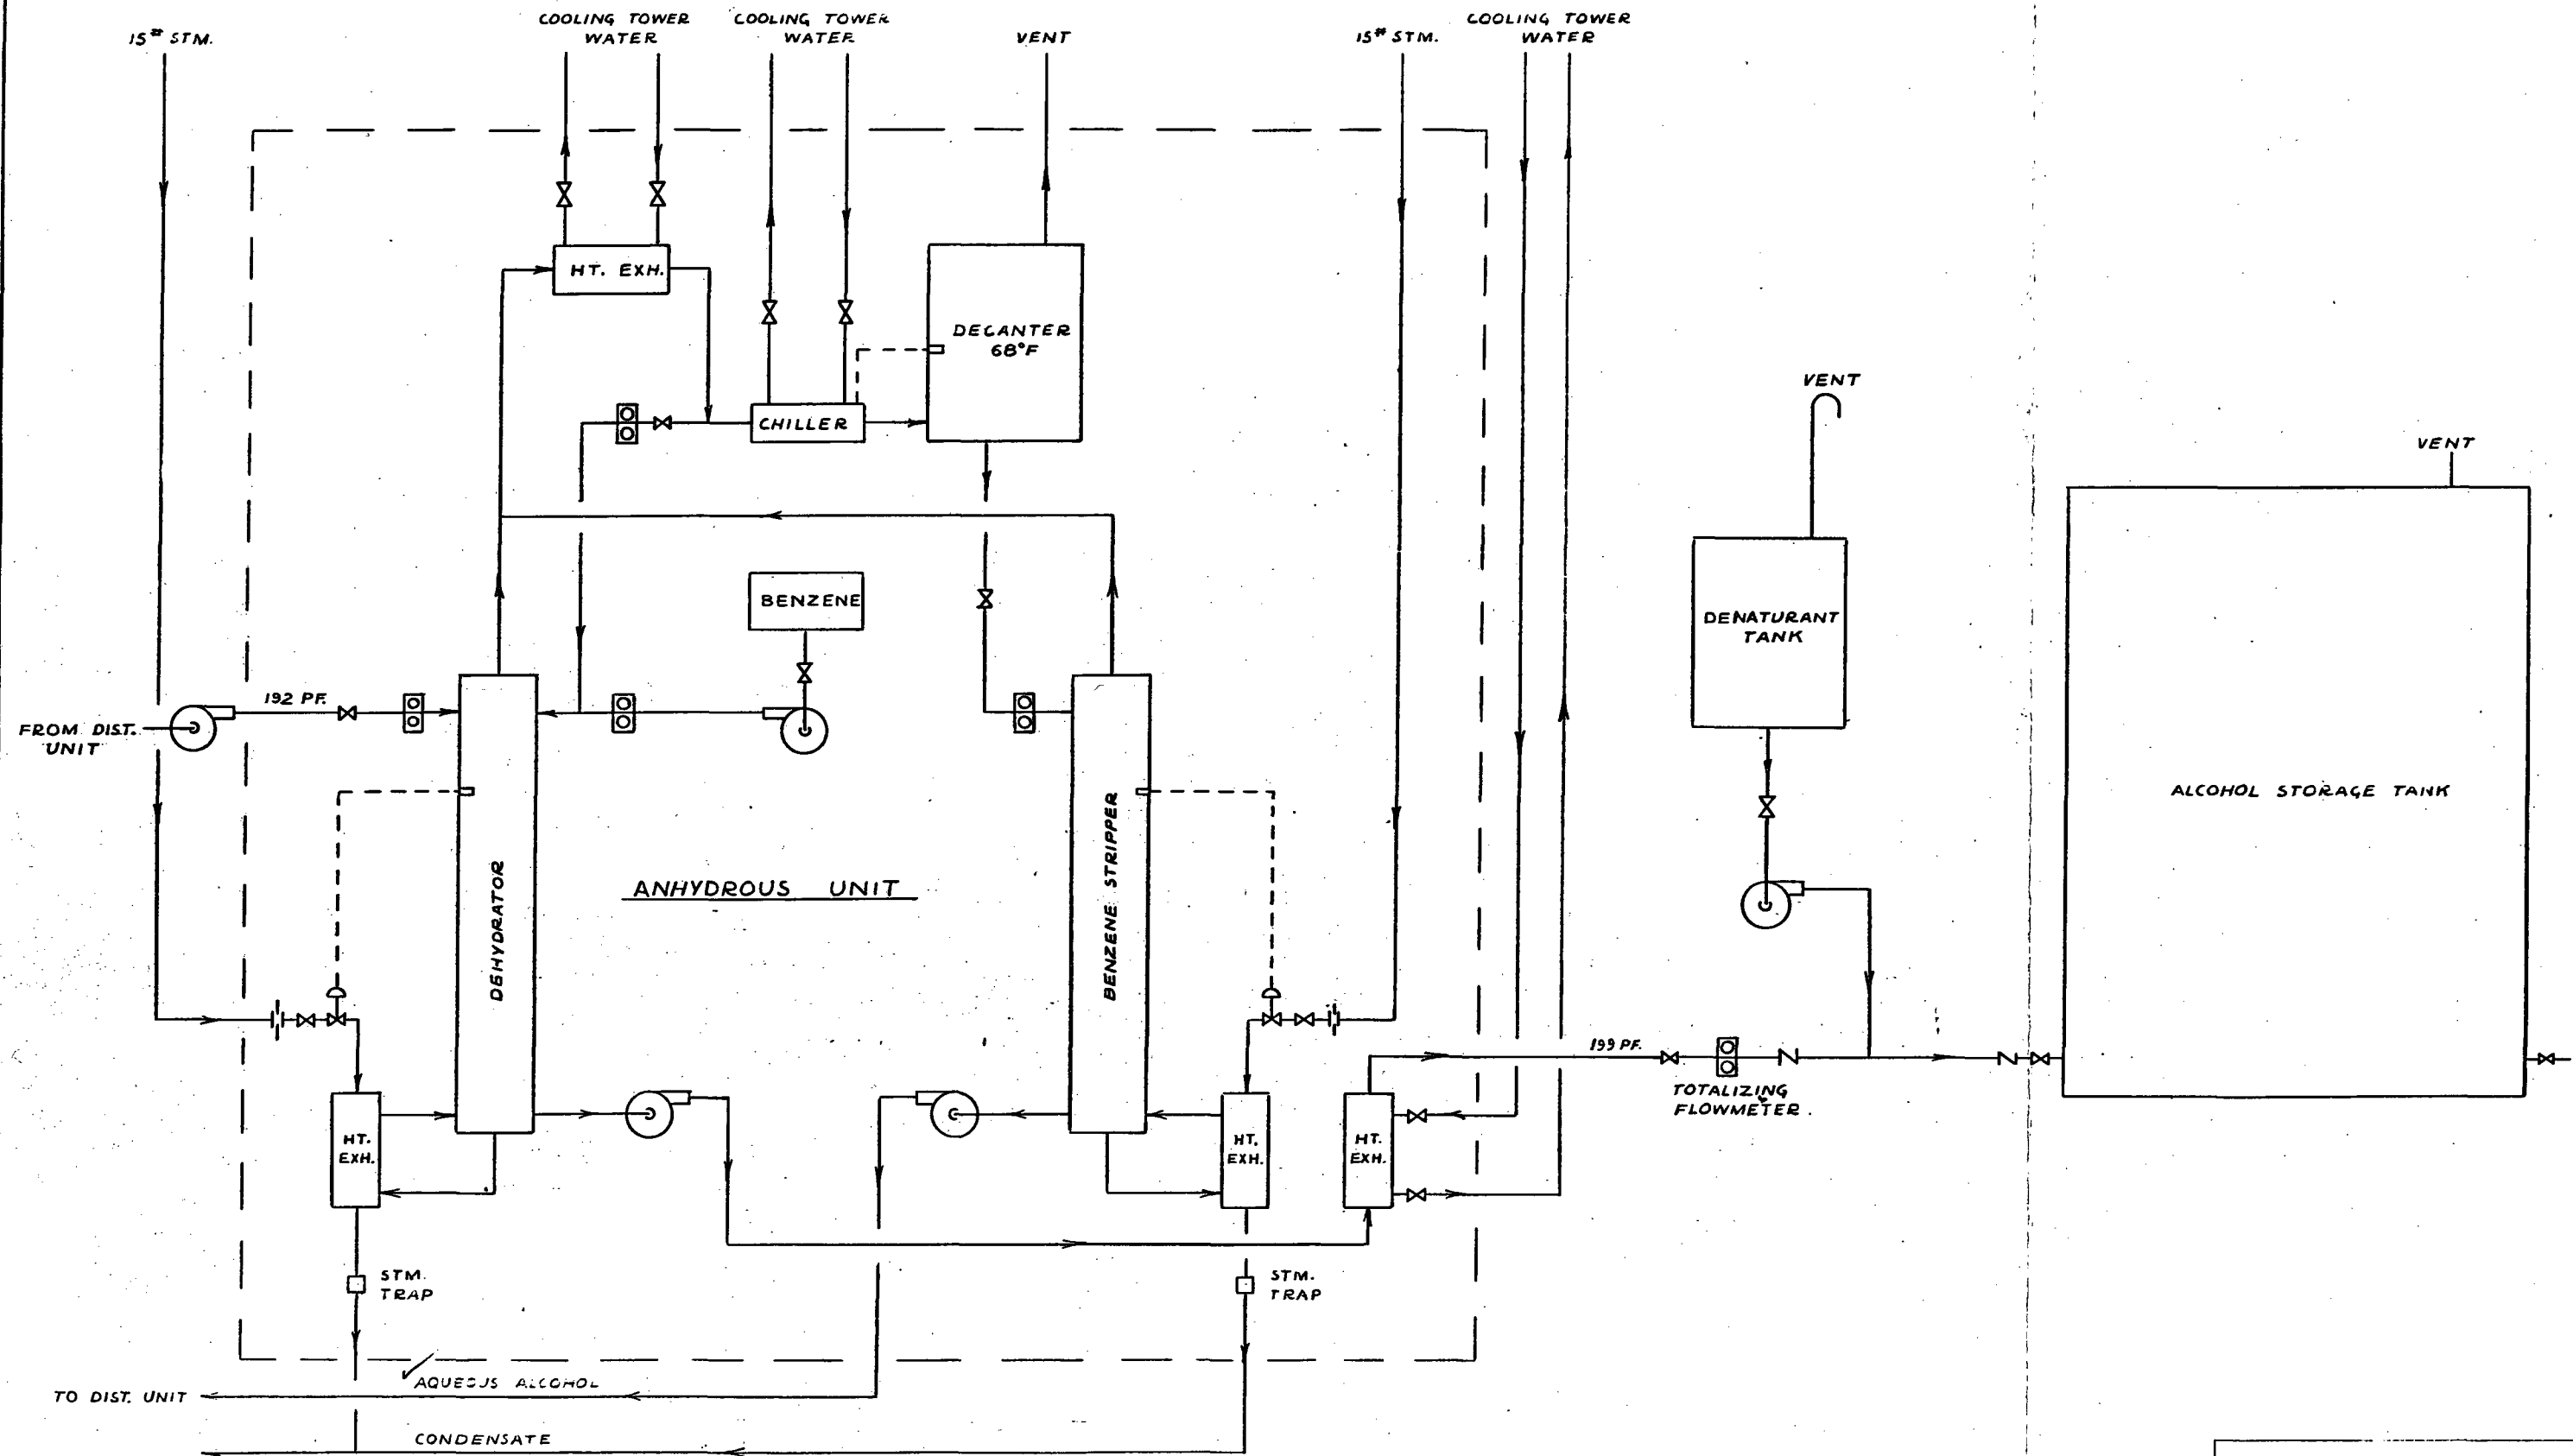 15# STM.
COOLING TOWER
WATER
COOLING TOWER
WATER
VENT
15# STM.
COOLING TOWER
WATER
HT. EXH.
DECANTER
68°F
CHILLER
VENT
VENT
BENZENE
DENATURANT
TANK
192 PF.
FROM DIST.
UNIT
ALCOHOL STORAGE TANK
DEHYDRATOR
ANHYDROUS UNIT
BENZENE STRIPPER
199 PF.
TOTALIZING
FLOWMETER.
HT.
EXH.
HT.
EXH.
HT.
EXH.
STM.
TRAP
STM.
TRAP
AQUEOUS ALCOHOL
TO DIST. UNIT
CONDENSATE